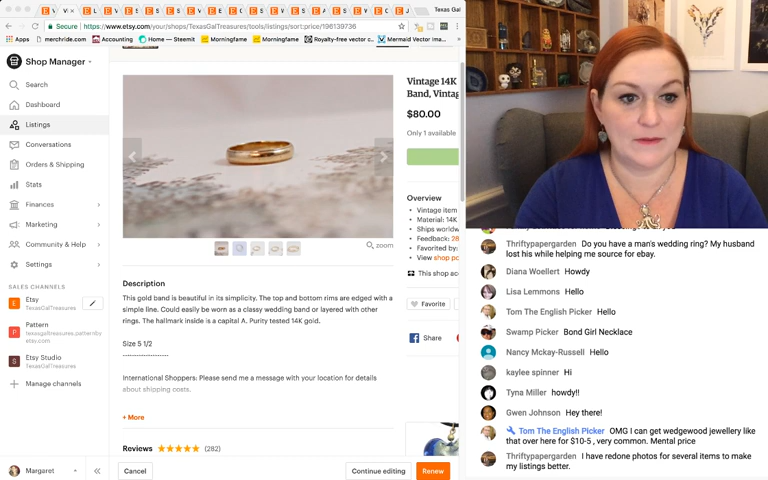 Texas Gal
Secure https://www.etsy.com/your/shops/TexasGalTreasures/tools/listings/sort:price/196139736
Apps merchride.com Accounting Home — Steemit Morningfame Morningfame Royalty-free vector c... Mermaid Vector Ima...
Shop Manager
Search
Dashboard
Listings
Conversations
Orders & Shipping
Stats
Finances
Marketing
Community & Help
Settings
SALES CHANNELS
Etsy
TexasGalTreasures
Pattern
texasgaltreasures.patternby
etsy.com
Etsy Studio
TexasGalTreasures
Manage channels
Margaret
zoom
Description
This gold band is beautiful in its simplicity. The top and bottom rims are edged with a
simple line. Could easily be worn as a classy wedding band or layered with other
rings. The hallmark inside is a capital A. Purity tested 14K gold.
Size 5 1/2
-------------------
International Shoppers: Please send me a message with your location for details
about shipping costs.
+ More
Reviews (282)
Cancel
Continue editing
Renew
Vintage 14K
Band, Vintag
$80.00
Only 1 available
Overview
Vintage item
Material: 14K
Ships worldw
Feedback: 28
Favorited by:
View shop po
This shop acc
Favorite
Share
Thriftypapergarden Do you have a man's wedding ring? My husband
lost his while helping me source for ebay.
Diana Woellert Howdy
Lisa Lemmons Hello
Tom The English Picker Hello
Swamp Picker Bond Girl Necklace
Nancy Mckay-Russell Hello
kaylee spinner Hi
Tyna Miller howdy!!
Gwen Johnson Hey there!
Tom The English Picker OMG I can get wedgewood jewellery like
that over here for $10-5 , very common. Mental price
Thriftypapergarden I have redone photos for several items to make
my listings better.